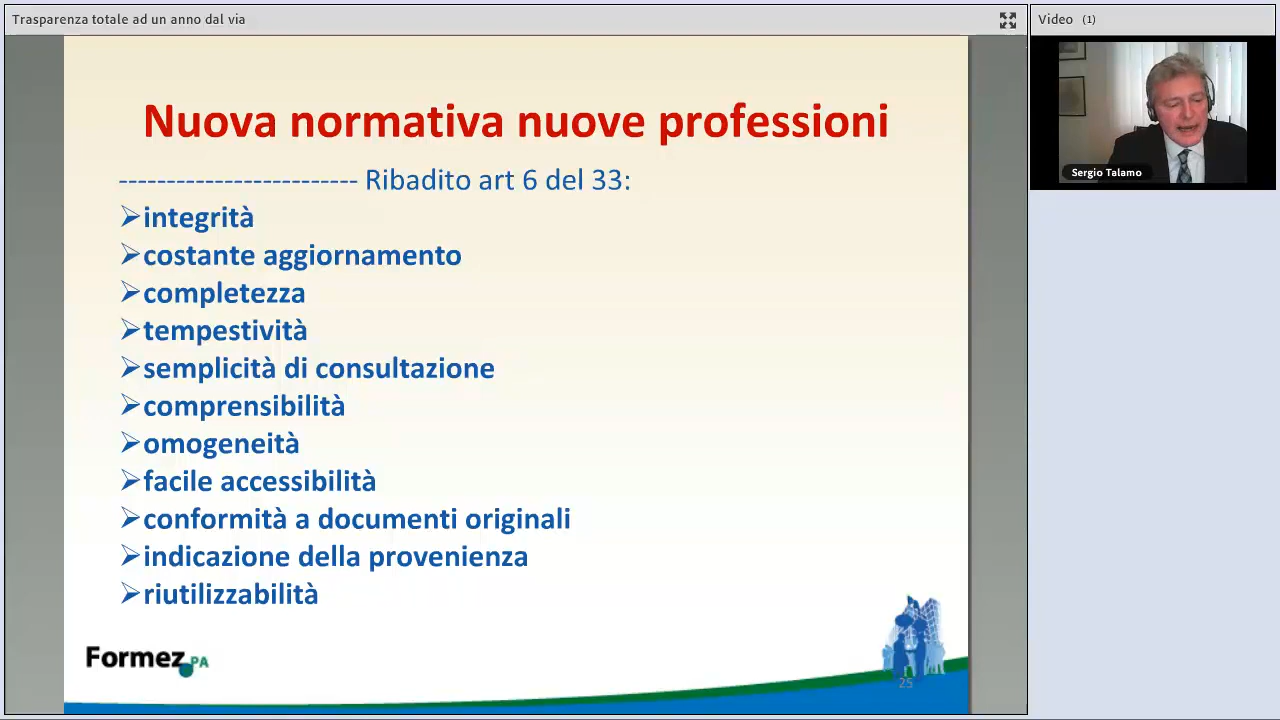 Trasparenza totale ad un anno dal via
Video (1)
Sergio Talamo
Nuova normativa nuove professioni
------------------------- Ribadito art 6 del 33:
integrità
costante aggiornamento
completezza
tempestività
semplicità di consultazione
comprensibilità
omogeneità
facile accessibilità
conformità a documenti originali
indicazione della provenienza
riutilizzabilità
Formez PA
25